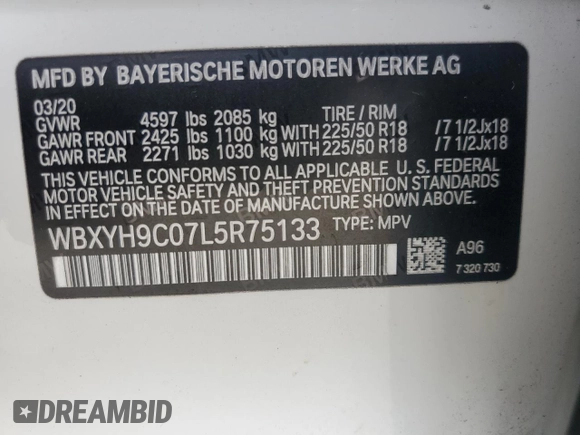 MFD BY BAYERISCHE MOTOREN WERKE AG
03/20
GVWR 4597 lbs 2085 kg TIRE / RIM
GAWR FRONT 2425 lbs 1100 kg WITH 225/50 R18 /7 1/2Jx18
GAWR REAR 2271 lbs 1030 kg WITH 225/50 R18 /7 1/2Jx18
THIS VEHICLE CONFORMS TO ALL APPLICABLE U. S. FEDERAL
MOTOR VEHICLE SAFETY AND THEFT PREVENTION
STANDARDS IN EFFECT ON THE DATE OF MANUFACTURE SHOWN ABOVE.
WBXYH9C07L5R75133 TYPE: MPV
A96
7 320 730
DREAMBID